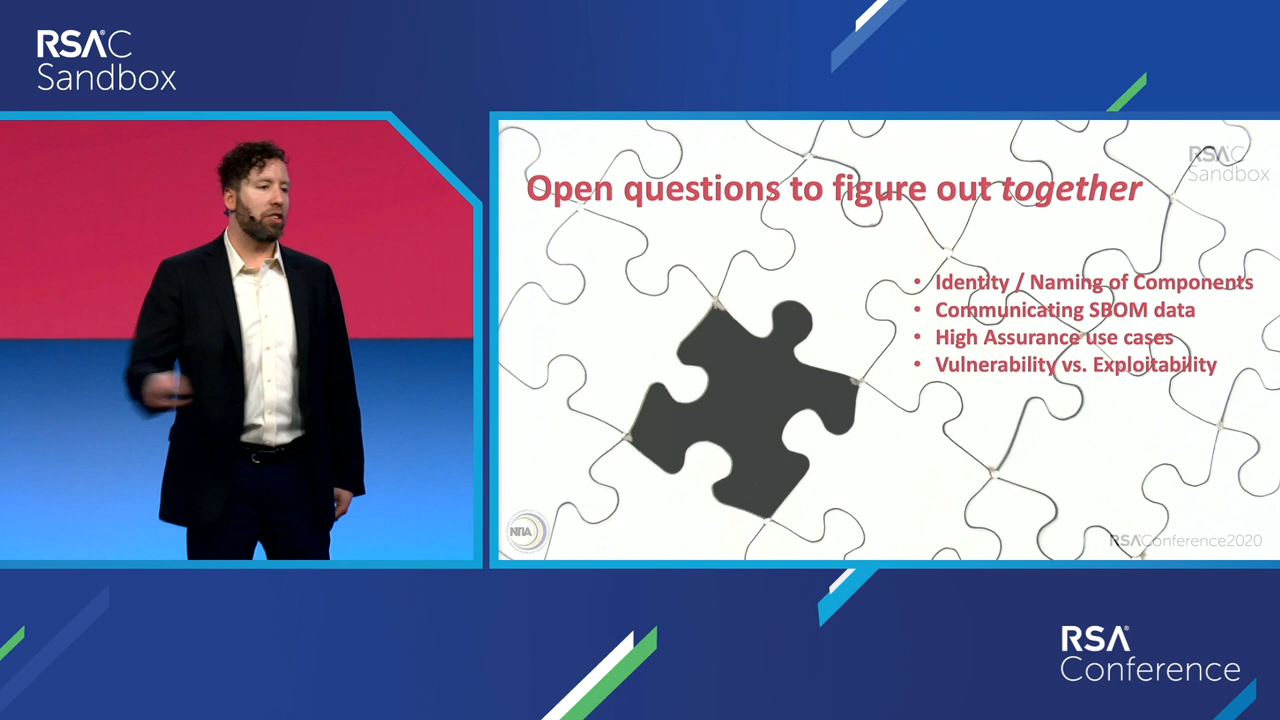 RSAC
Sandbox
RSAC
Sandbox
Open questions to figure out together
• Identity / Naming of Components
• Communicating SBOM data
• High Assurance use cases
• Vulnerability vs. Exploitability
NTIA
RSAConference2020
RSA
Conference